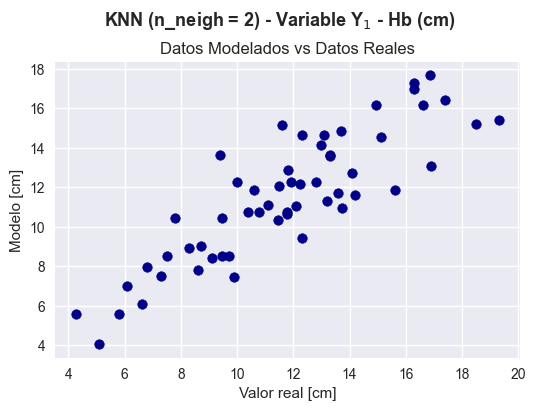 KNN (n_neigh = 2) - Variable Y₁ - Hb (cm)
Datos Modelados vs Datos Reales
18
16
14
12
10
8
6
4
Modelo [cm]
4 6 8 10 12 14 16 18 20
Valor real [cm]